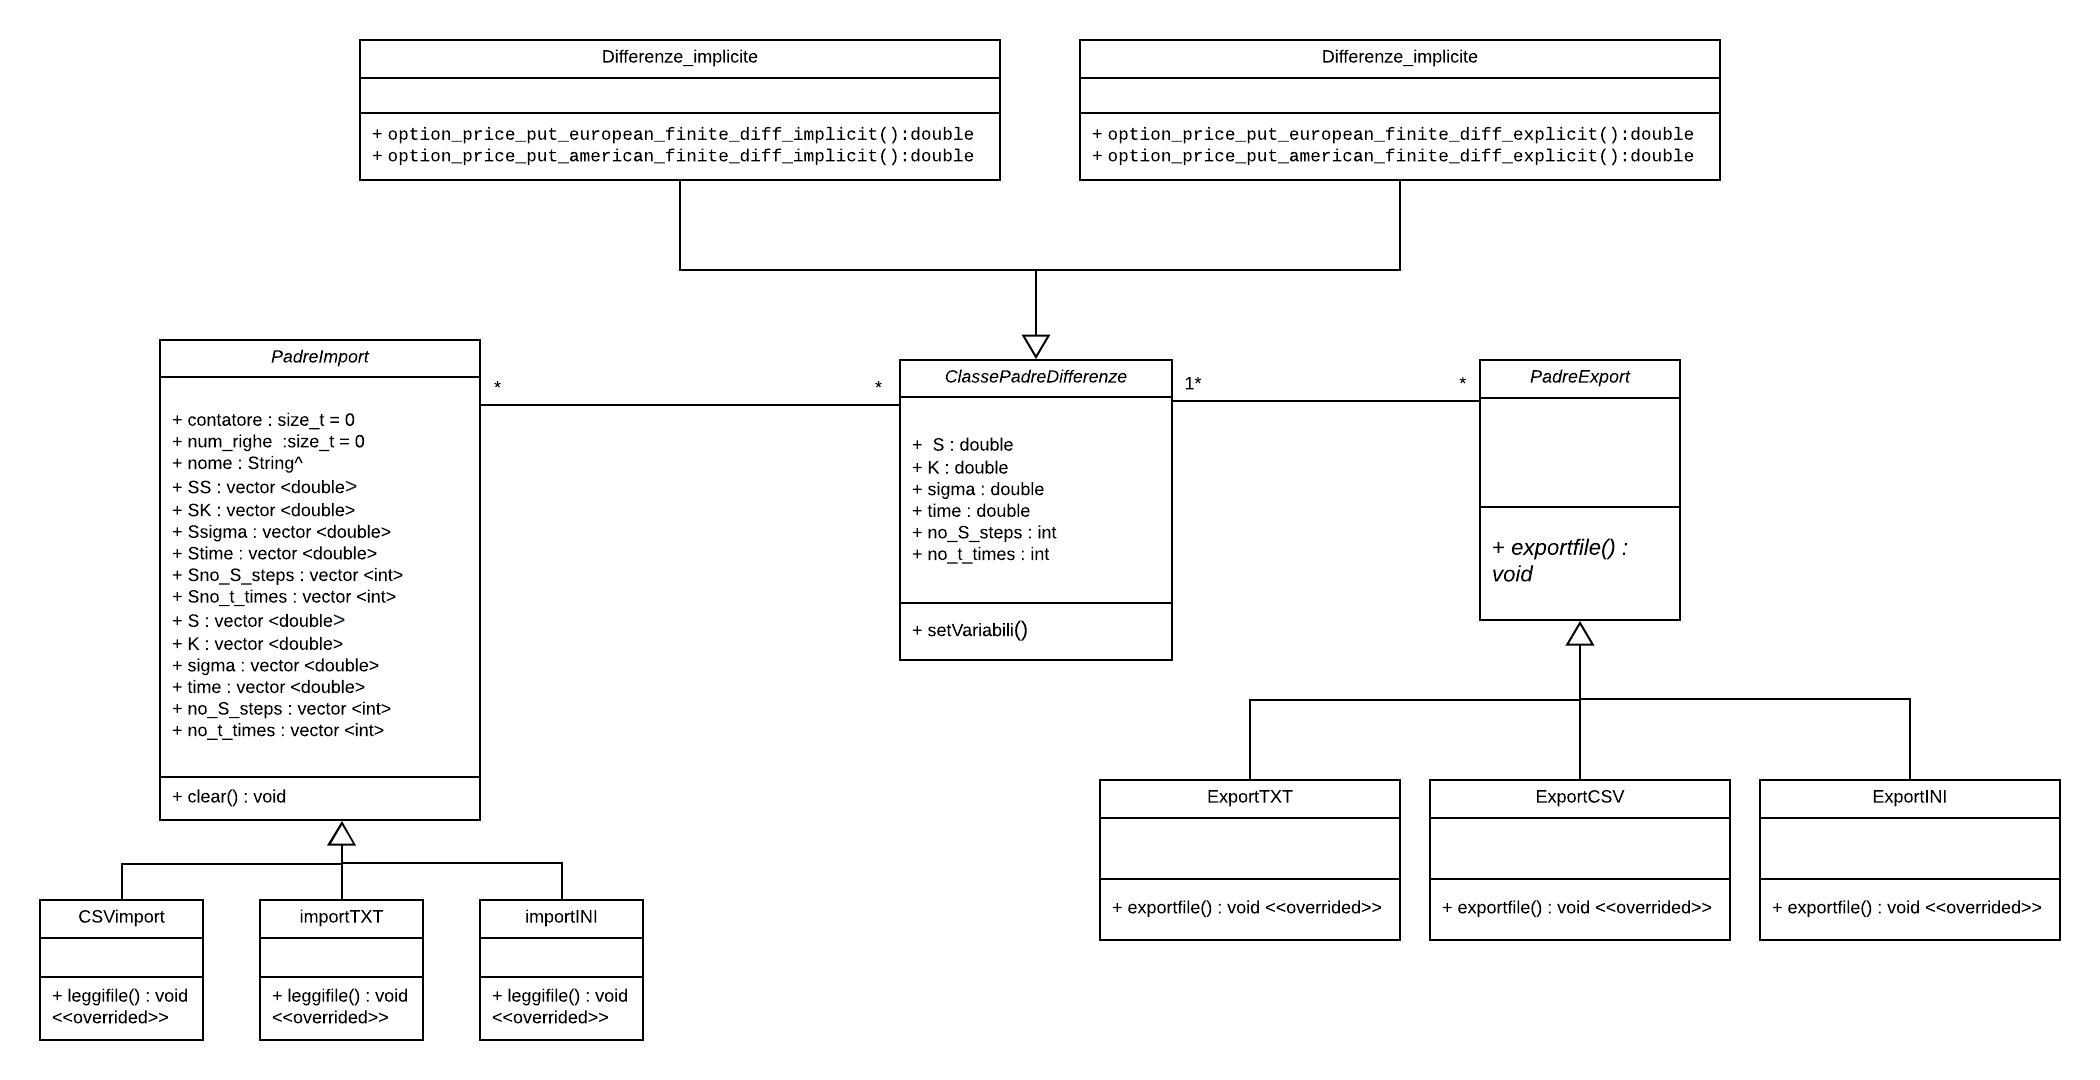 Differenze_implicite
+ option_price_put_european_finite_diff_implicit():double
+ option_price_put_american_finite_diff_implicit():double
Differenze_implicite
+ option_price_put_european_finite_diff_explicit():double
+ option_price_put_american_finite_diff_explicit():double
PadreImport
+ contatore : size_t = 0
+ num_righe :size_t = 0
+ nome : String^
+ SS : vector <double>
+ SK : vector <double>
+ Ssigma : vector <double>
+ Stime : vector <double>
+ Sno_S_steps : vector <int>
+ Sno_t_times : vector <int>
+ S : vector <double>
+ K : vector <double>
+ sigma : vector <double>
+ time : vector <double>
+ no_S_steps : vector <int>
+ no_t_times : vector <int>
+ clear() : void
*
*
ClassePadreDifferenze
+ S : double
+ K : double
+ sigma : double
+ time : double
+ no_S_steps : int
+ no_t_times : int
+ setVariabili()
1*
*
PadreExport
+ exportfile() :
void
CSVimport
+ leggifile() : void
<<overrided>>
importTXT
+ leggifile() : void
<<overrided>>
importINI
+ leggifile() : void
<<overrided>>
ExportTXT
+ exportfile() : void <<overrided>>
ExportCSV
+ exportfile() : void <<overrided>>
ExportINI
+ exportfile() : void <<overrided>>